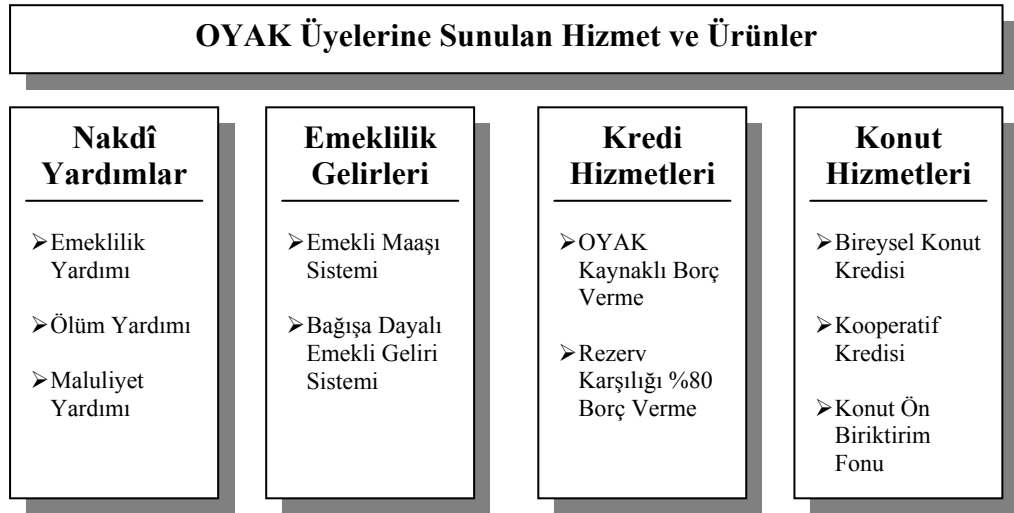 OYAK Üyelerine Sunulan Hizmet ve Ürünler
Nakdî
Yardımlar
➢Emeklilik
Yardımı
➢Ölüm Yardımı
➢Maluliyet
Yardımı
Emeklilik
Gelirleri
➢Emekli Maaşı
Sistemi
➢Bağışa Dayalı
Emekli Geliri
Sistemi
Kredi
Hizmetleri
➢OYAK
Kaynaklı Borç
Verme
➢Rezerv
Karşılığı %80
Borç Verme
Konut
Hizmetleri
➢Bireysel Konut
Kredisi
➢Kooperatif
Kredisi
➢Konut Ön
Biriktirim
Fonu